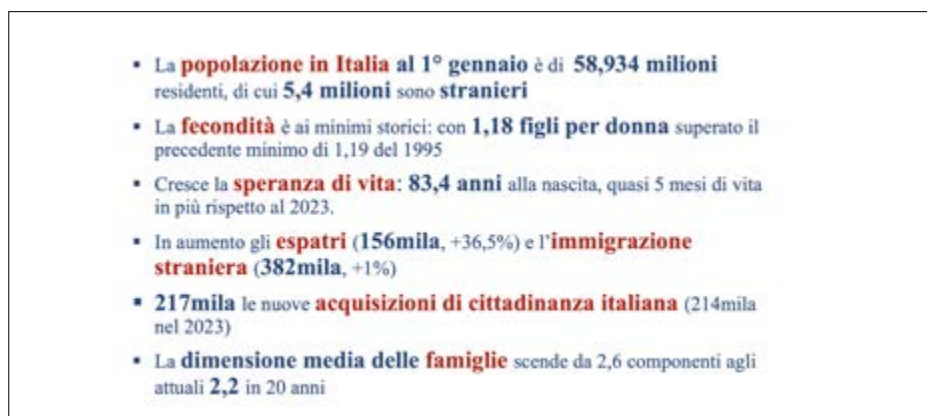 ▪ La popolazione in Italia al 1° gennaio è di 58,934 milioni
residenti, di cui 5,4 milioni sono stranieri
▪ La fecondità è ai minimi storici: con 1,18 figli per donna superato il
precedente minimo di 1,19 del 1995
▪ Cresce la speranza di vita: 83,4 anni alla nascita, quasi 5 mesi di vita
in più rispetto al 2023.
▪ In aumento gli espatri (156mila, +36,5%) e l'immigrazione
straniera (382mila, +1%)
▪ 217mila le nuove acquisizioni di cittadinanza italiana (214mila
nel 2023)
▪ La dimensione media delle famiglie scende da 2,6 componenti agli
attuali 2,2 in 20 anni